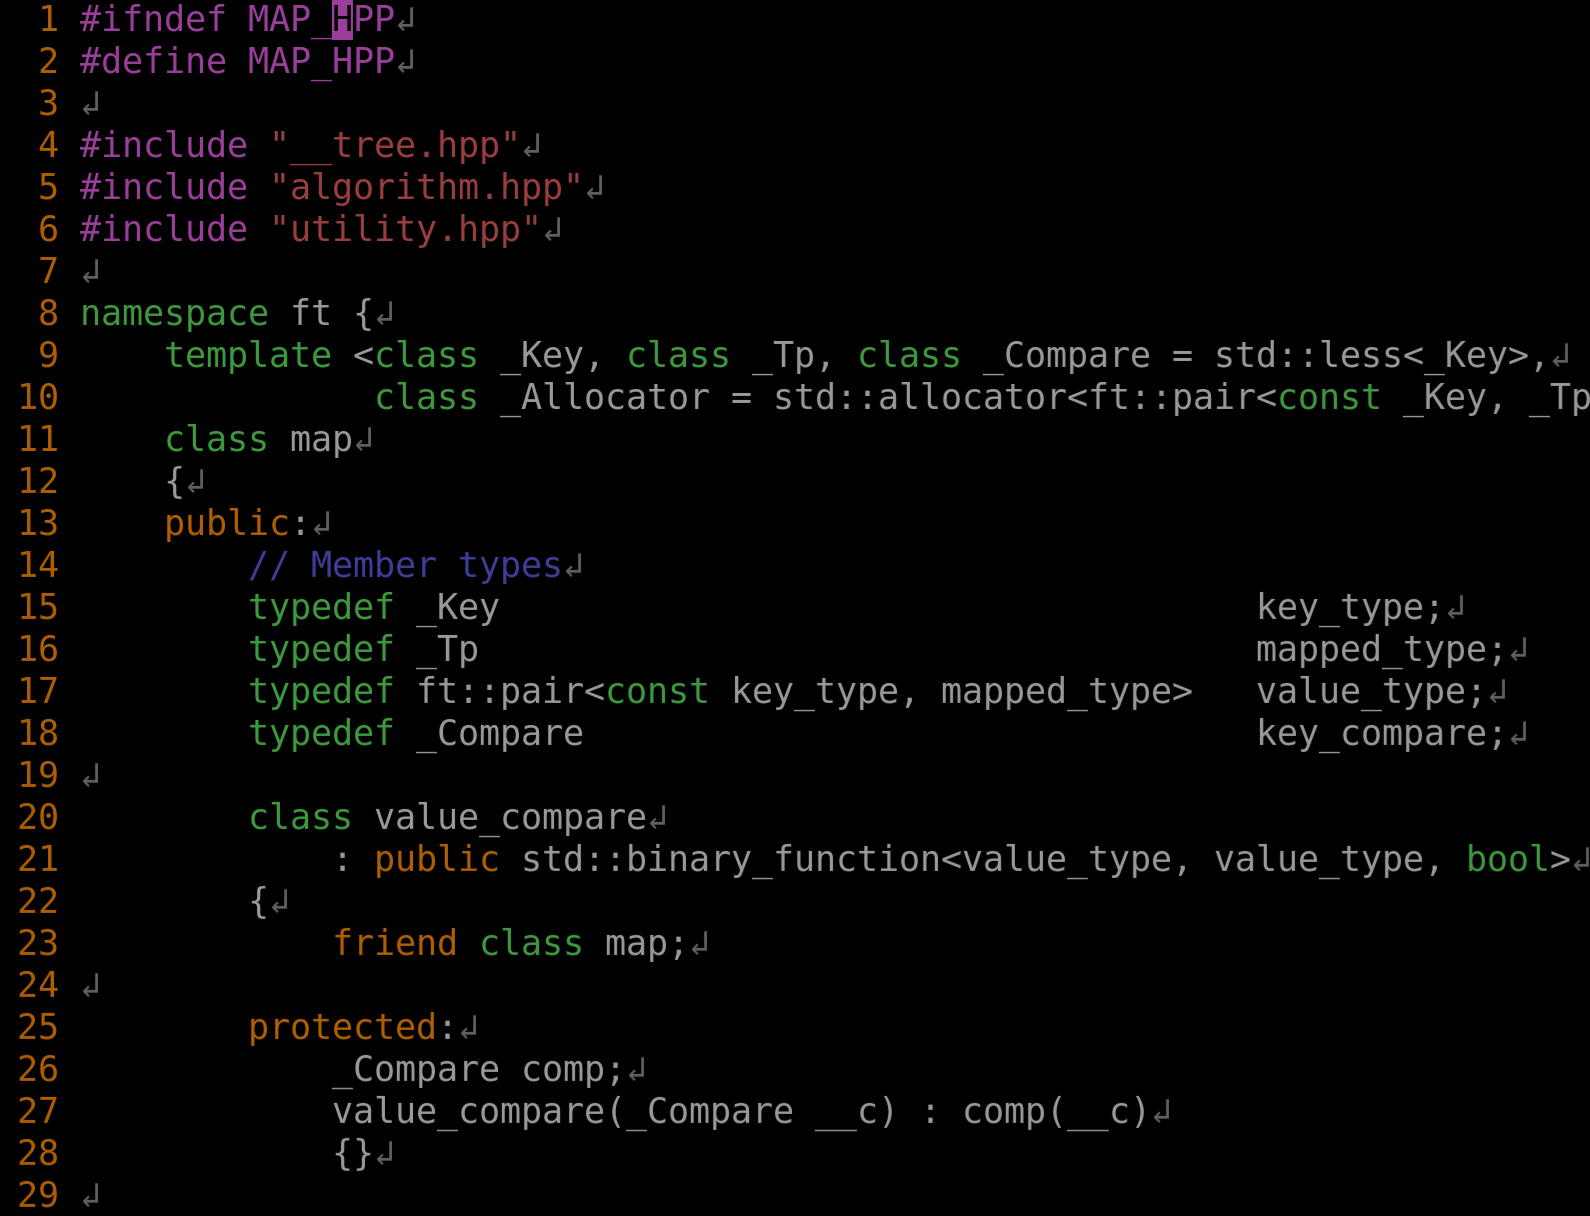 1 #ifndef MAP_HPP↲
2 #define MAP_HPP↲
3 ↲
4 #include "__tree.hpp"↲
5 #include "algorithm.hpp"↲
6 #include "utility.hpp"↲
7 ↲
8 namespace ft {↲
9     template <class _Key, class _Tp, class _Compare = std::less<_Key>,↲
10               class _Allocator = std::allocator<ft::pair<const _Key, _Tp
11     class map↲
12     {↲
13     public:↲
14         // Member types↲
15         typedef _Key                                    key_type;↲
16         typedef _Tp                                     mapped_type;↲
17         typedef ft::pair<const key_type, mapped_type>   value_type;↲
18         typedef _Compare                                key_compare;↲
19 ↲
20         class value_compare↲
21             : public std::binary_function<value_type, value_type, bool>↲
22         {↲
23             friend class map;↲
24 ↲
25         protected:↲
26             _Compare comp;↲
27             value_compare(_Compare __c) : comp(__c)↲
28             {}↲
29 ↲